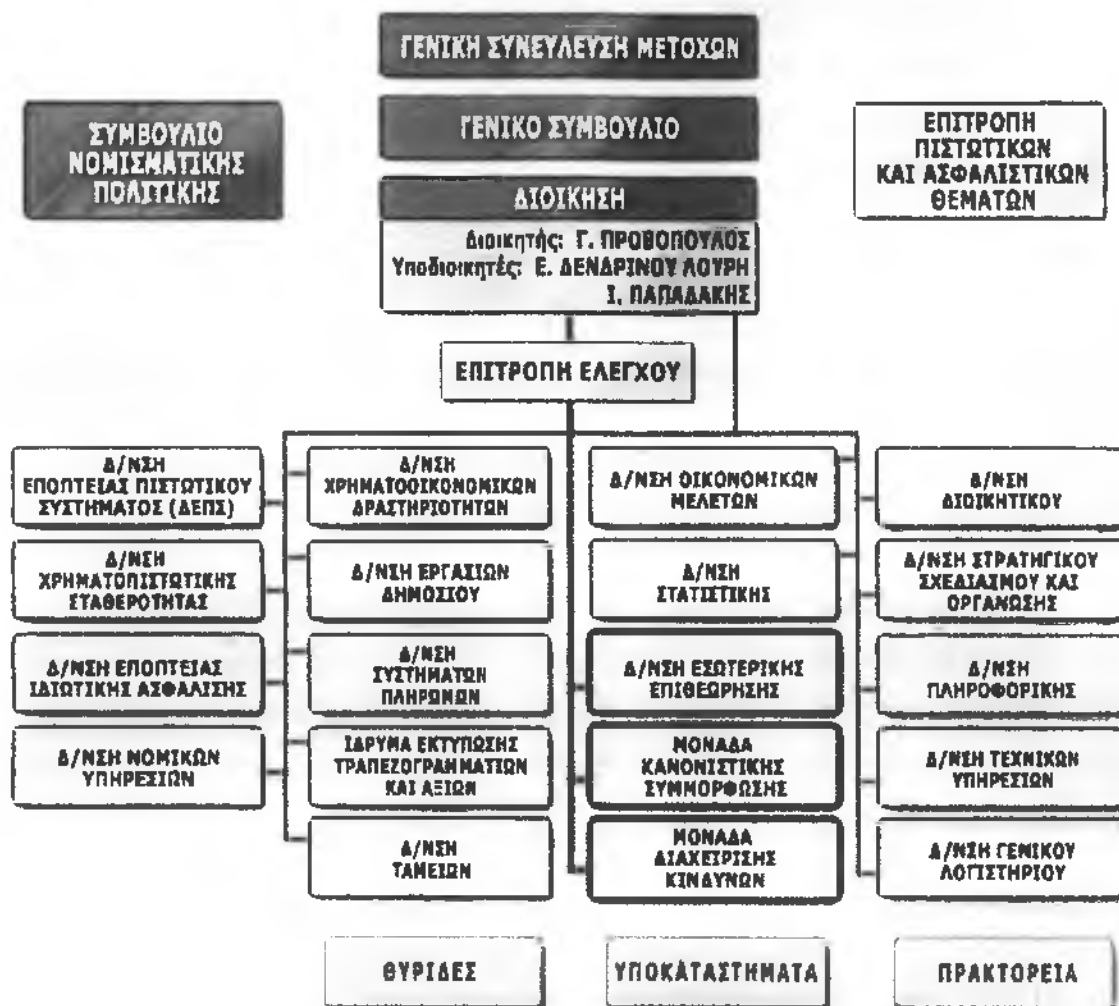 ΓΕΝΙΚΗ ΣΥΝΕΥΛΕΥΣΗ ΜΕΤΟΧΩΝ
ΣΥΜΒΟΥΛΙΟ
ΝΟΜΙΣΜΑΤΙΚΗΣ
ΠΟΛΙΤΙΚΗΣ
ΓΕΝΙΚΟ ΣΥΜΒΟΥΛΙΟ
ΕΠΙΤΡΟΠΗ
ΠΙΣΤΩΤΙΚΩΝ
ΚΑΙ ΑΣΦΑΛΙΣΤΙΚΩΝ
ΘΕΜΑΤΩΝ
ΔΙΟΙΚΗΣΗ
Διοικητής: Γ. ΠΡΟΒΟΠΟΥΛΟΣ
Υποδιοικητές: Ε. ΔΕΝΔΡΙΝΟΥ ΛΟΥΡΗ
Ι. ΠΑΠΑΔΑΚΗΣ
ΕΠΙΤΡΟΠΗ ΕΛΕΓΧΟΥ
Δ/ΝΣΗ
ΕΠΟΠΤΕΙΑΣ ΠΙΣΤΩΤΙΚΟΥ
ΣΥΣΤΗΜΑΤΟΣ (ΔΕΠΣ)
Δ/ΝΣΗ
ΧΡΗΜΑΤΟΟΙΚΟΝΟΜΙΚΩΝ
ΔΡΑΣΤΗΡΙΟΤΗΤΩΝ
Δ/ΝΣΗ ΟΙΚΟΝΟΜΙΚΩΝ
ΜΕΛΕΤΩΝ
Δ/ΝΣΗ
ΔΙΟΙΚΗΤΙΚΟΥ
Δ/ΝΣΗ
ΧΡΗΜΑΤΟΠΙΣΤΩΤΙΚΗΣ
ΣΤΑΘΕΡΟΤΗΤΑΣ
Δ/ΝΣΗ ΕΡΓΑΣΙΩΝ
ΔΗΜΟΣΙΟΥ
Δ/ΝΣΗ
ΣΤΑΤΙΣΤΙΚΗΣ
Δ/ΝΣΗ ΣΤΡΑΤΗΓΙΚΟΥ
ΣΧΕΔΙΑΣΜΟΥ ΚΑΙ
ΟΡΓΑΝΩΣΗΣ
Δ/ΝΣΗ ΕΠΟΠΤΕΙΑΣ
ΙΔΙΩΤΙΚΗΣ ΑΣΦΑΛΙΣΗΣ
Δ/ΝΣΗ
ΣΥΣΤΗΜΑΤΩΝ
ΠΛΗΡΩΜΩΝ
Δ/ΝΣΗ ΕΣΩΤΕΡΙΚΗΣ
ΕΠΙΘΕΩΡΗΣΗΣ
Δ/ΝΣΗ
ΠΛΗΡΟΦΟΡΙΚΗΣ
Δ/ΝΣΗ ΝΟΜΙΚΩΝ
ΥΠΗΡΕΣΙΩΝ
ΙΔΡΥΜΑ ΕΚΤΥΠΩΣΗΣ
ΤΡΑΠΕΖΟΓΡΑΜΜΑΤΙΩΝ
ΚΑΙ ΑΞΙΩΝ
ΜΟΝΑΔΑ
ΚΑΝΟΝΙΣΤΙΚΗΣ
ΣΥΜΜΟΡΦΩΣΗΣ
Δ/ΝΣΗ ΤΕΧΝΙΚΩΝ
ΥΠΗΡΕΣΙΩΝ
Δ/ΝΣΗ
ΤΑΜΕΙΩΝ
ΜΟΝΑΔΑ
ΔΙΑΧΕΙΡΙΣΗΣ
ΚΙΝΔΥΝΩΝ
Δ/ΝΣΗ ΓΕΝΙΚΟΥ
ΛΟΓΙΣΤΗΡΙΟΥ
ΘΥΡΙΔΕΣ
ΥΠΟΚΑΤΑΣΤΗΜΑΤΑ
ΠΡΑΚΤΟΡΕΙΑ